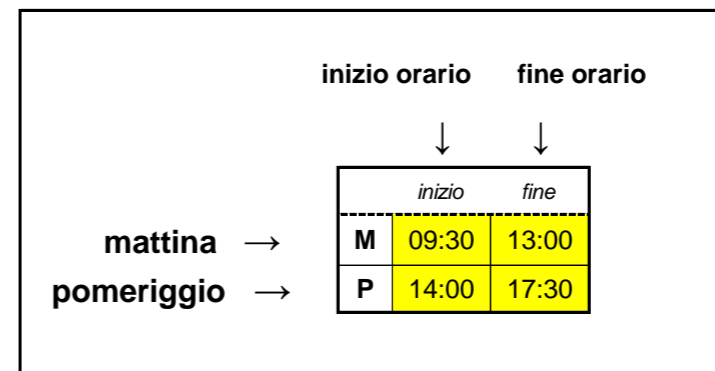 inizio orario fine orario
↓ ↓
inizio fine
mattina → M 09:30 13:00
pomeriggio → P 14:00 17:30